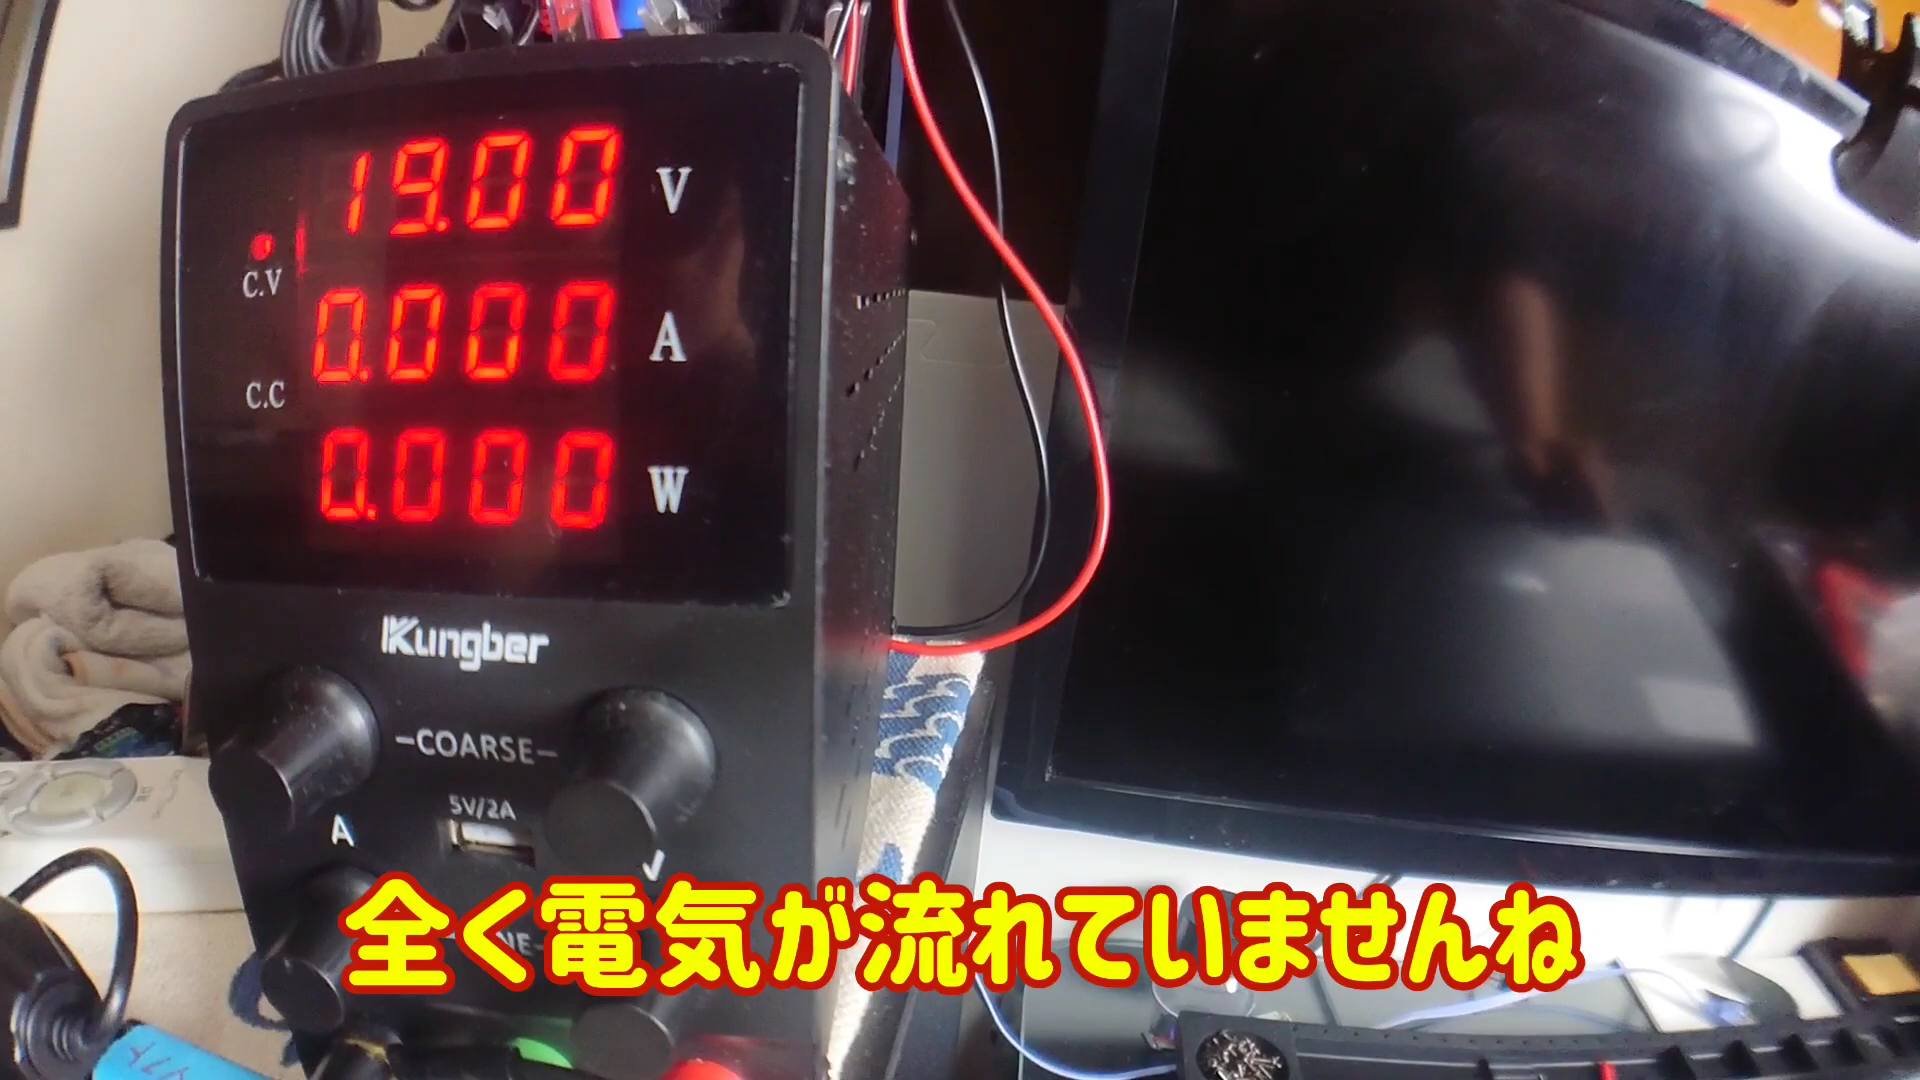 19.00 V
C.V
0.000 A
C.C
0.000 W
Kungber
-COARSE-
5V/2A
A
V
全く電気が流れていませんね